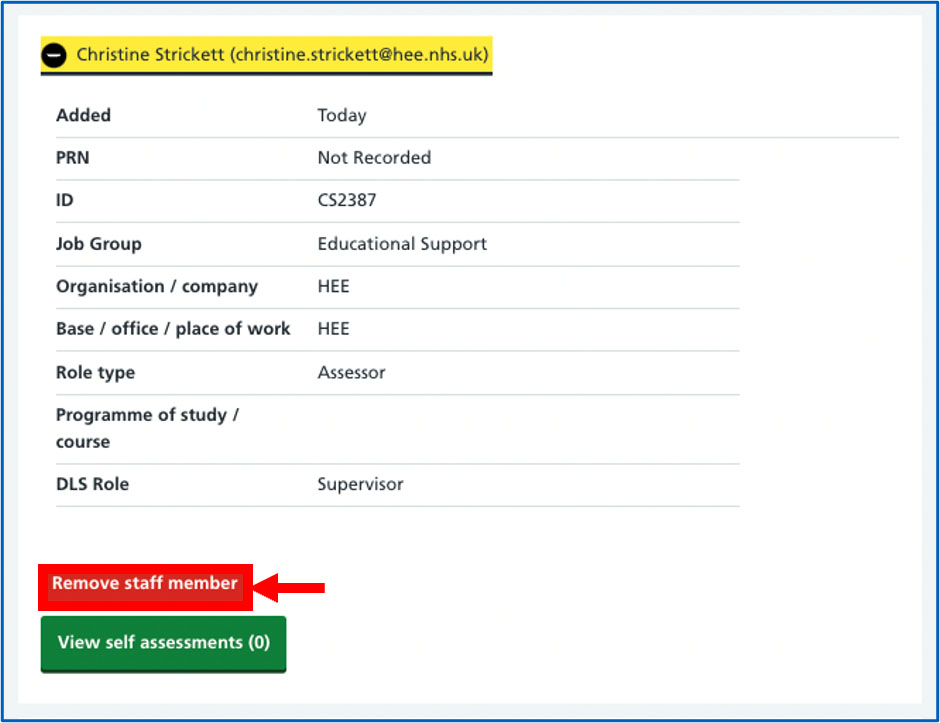 Christine Strickett (christine.strickett@hee.nhs.uk)
Added Today
PRN Not Recorded
ID CS2387
Job Group Educational Support
Organisation / company HEE
Base / office / place of work HEE
Role type Assessor
Programme of study /
course
DLS Role Supervisor
Remove staff member
View self assessments (0)